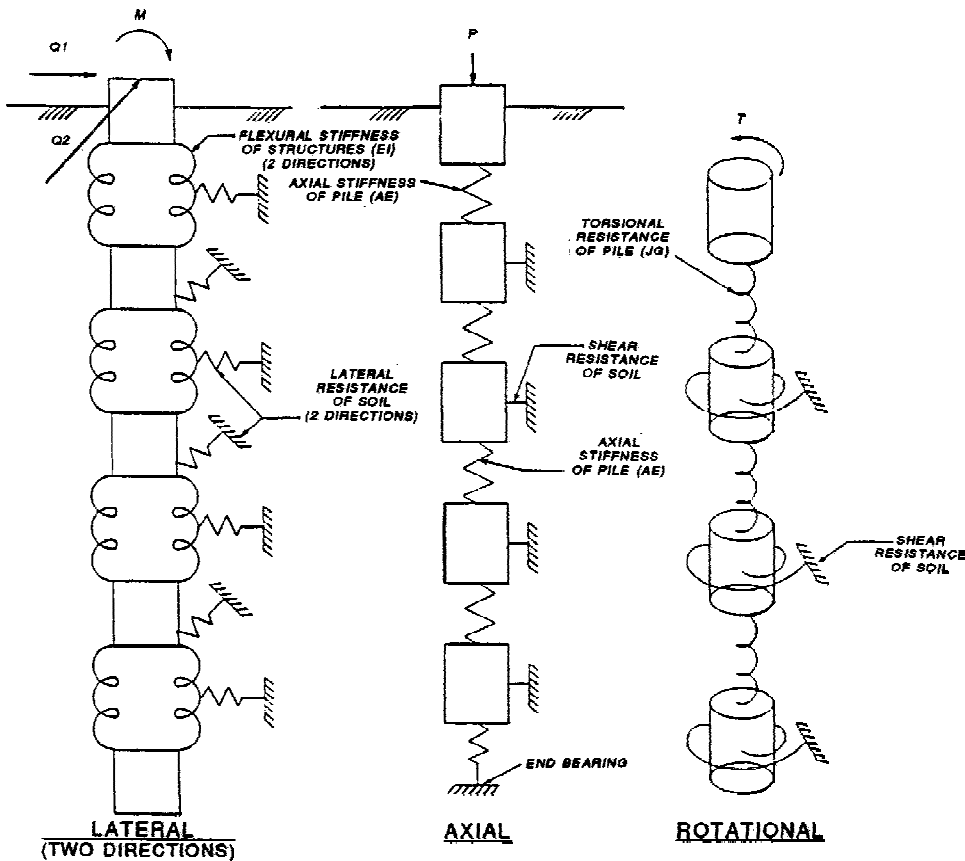 M
Q1
Q2
FLEXURAL STIFFNESS
OF STRUCTURES (EI)
(2 DIRECTIONS)
LATERAL
RESISTANCE
OF SOIL
(2 DIRECTIONS)
LATERAL
(TWO DIRECTIONS)
P
AXIAL STIFFNESS
OF PILE (AE)
SHEAR
RESISTANCE
OF SOIL
AXIAL
STIFFNESS
OF PILE (AE)
END BEARING
AXIAL
T
TORSIONAL
RESISTANCE
OF PILE (JG)
SHEAR
RESISTANCE
OF SOIL
ROTATIONAL